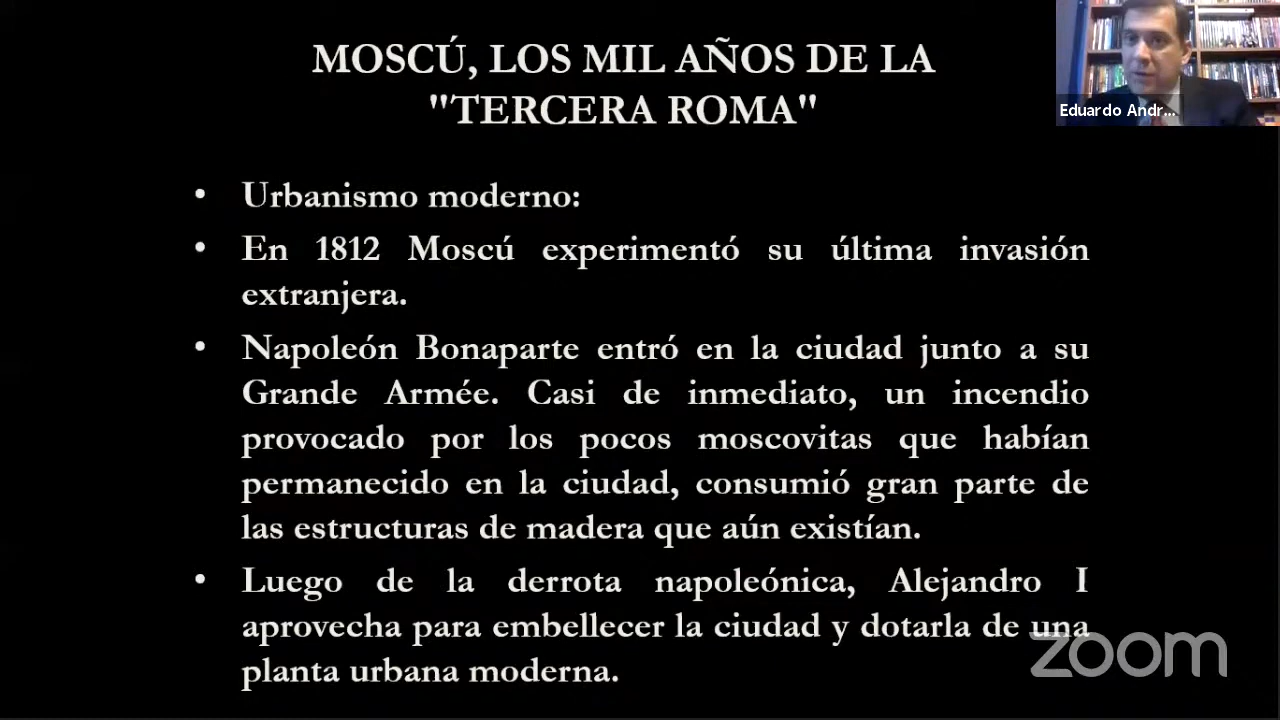 MOSCÚ, LOS MIL AÑOS DE LA
"TERCERA ROMA"
Eduardo Andr...
• Urbanismo moderno:
• En 1812 Moscú experimentó su última invasión
extranjera.
• Napoleón Bonaparte entró en la ciudad junto a su
Grande Armée. Casi de inmediato, un incendio
provocado por los pocos moscovitas que habían
permanecido en la ciudad, consumió gran parte de
las estructuras de madera que aún existían.
• Luego de la derrota napoleónica, Alejandro I
aprovecha para embellecer la ciudad y dotarla de una
planta urbana moderna.
zoom